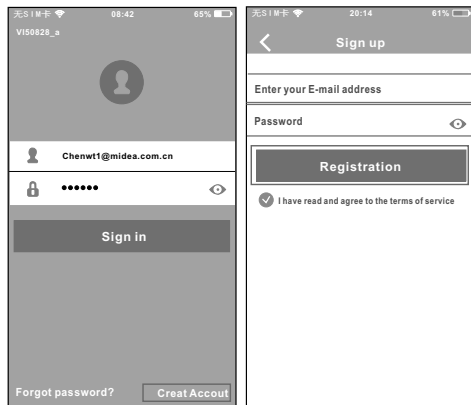 无SIM卡 08:42 65%
VI50828_a
Chenwt1@midea.com.cn
••••••
Sign in
Forgot password? Creat Accout
无SIM卡 20:14 61%
Sign up
Enter your E-mail address
Password
Registration
I have read and agree to the terms of service